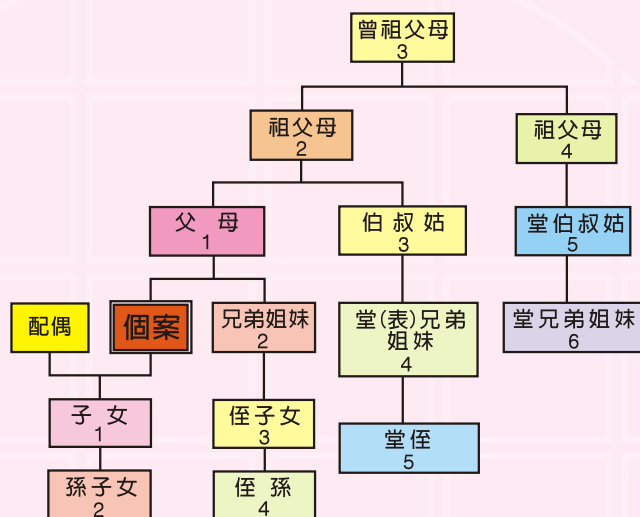 曾祖父母
3
祖父母
2
祖父母
4
父 母
1
伯 叔 姑
3
堂伯叔姑
5
配偶
個案
兄弟姐妹
2
堂(表)兄弟
姐妹
4
堂兄弟姐妹
6
子 女
1
侄子女
3
堂侄
5
孫子女
2
侄 孫
4